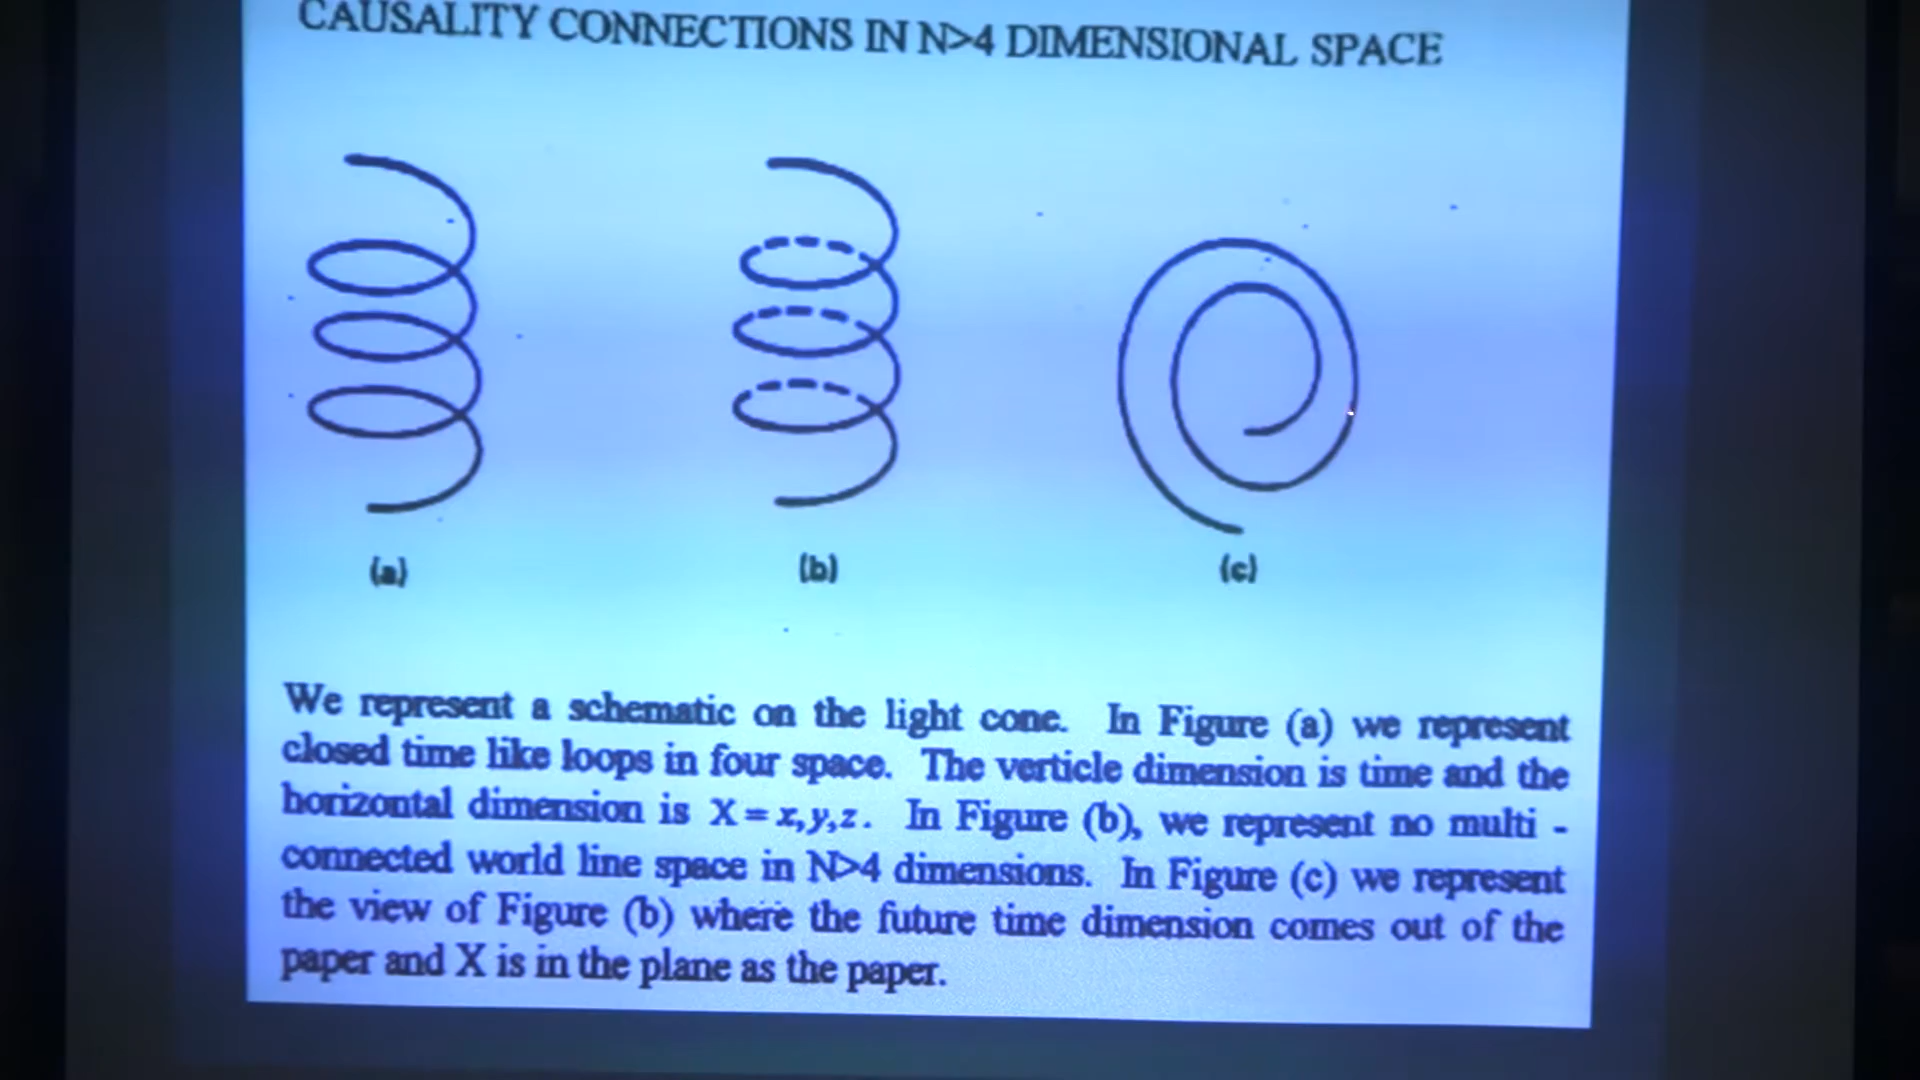 CAUSALITY CONNECTIONS IN N>4 DIMENSIONAL SPACE
(a) (b) (c)
We represent a schematic on the light cone. In Figure (a) we represent
closed time like loops in four space. The verticle dimension is time and the
horizontal dimension is X=x,y,z. In Figure (b), we represent no multi -
connected world line space in N>4 dimensions. In Figure (c) we represent
the view of Figure (b) where the future time dimension comes out of the
paper and X is in the plane as the paper.